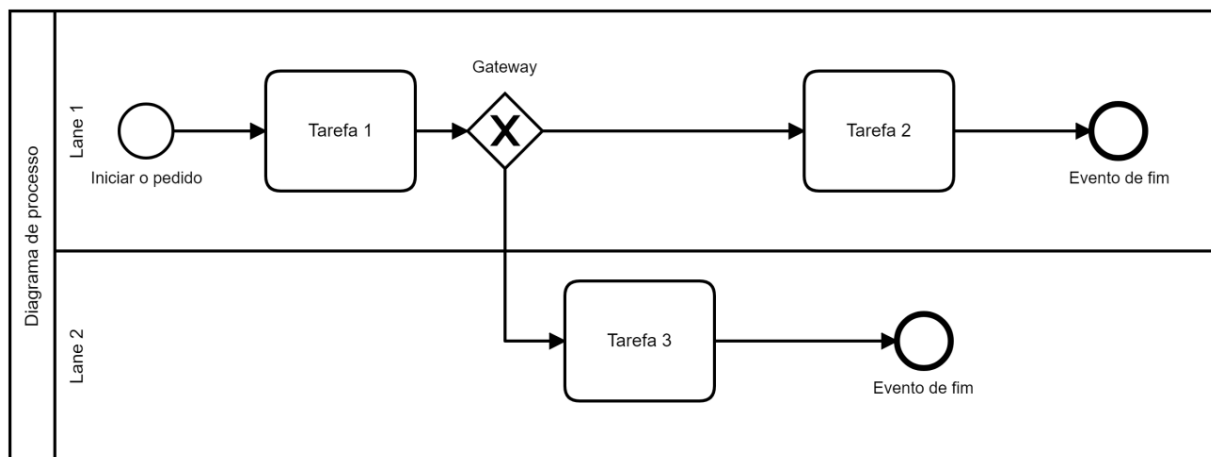 Diagrama de processo
Lane 1
Iniciar o pedido
Tarefa 1
Gateway
X
Tarefa 2
Evento de fim
Lane 2
Tarefa 3
Evento de fim